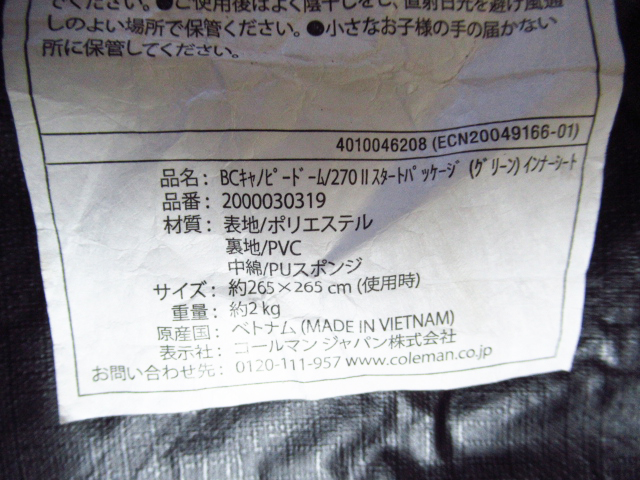 でください。●ご使用後はよく陰干しをし、直射日光を避け風通
しのよい場所で保管ください。●小さなお子様の手の届かない
所に保管してください。
4010046208 (ECN20049166-01)
品名: BCキャノピードーム/270 II スタートパッケージ (グリーン) インナーシート
品番: 2000030319
材質: 表地/ポリエステル
裏地/PVC
中綿/PUスポンジ
サイズ: 約265×265 cm (使用時)
重量: 約2 kg
原産国: ベトナム (MADE IN VIETNAM)
表示社: コールマン ジャパン株式会社
お問い合わせ先: 0120-111-957 www.coleman.co.jp